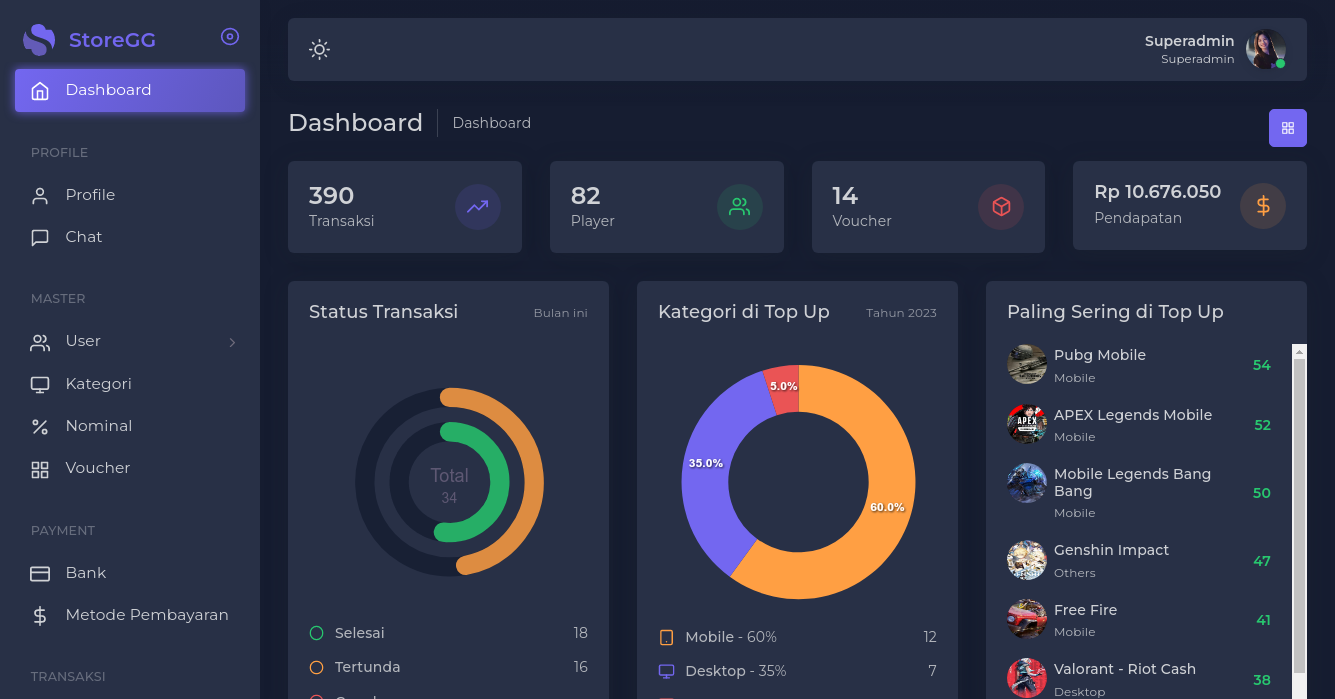 StoreGG
Dashboard
PROFILE
Profile
Chat
MASTER
User
Kategori
Nominal
Voucher
PAYMENT
Bank
Metode Pembayaran
TRANSAKSI
Superadmin
Superadmin
Dashboard
Dashboard
390
Transaksi
82
Player
14
Voucher
Rp 10.676.050
Pendapatan
Status Transaksi
Bulan ini
Total
34
Selesai 18
Tertunda 16
Kategori di Top Up
Tahun 2023
5.0%
35.0%
60.0%
Mobile - 60% 12
Desktop - 35% 7
Paling Sering di Top Up
Pubg Mobile
Mobile
54
APEX
APEX Legends Mobile
Mobile
52
Mobile Legends Bang
Bang
Mobile
50
Genshin Impact
Others
47
Free Fire
Mobile
41
Valorant - Riot Cash
Desktop
38